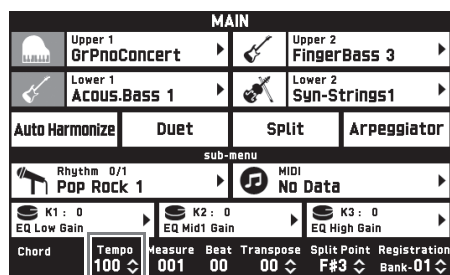 MAIN
Upper 1
GrPnoConcert
Upper 2
FingerBass 3
Lower 1
Acous.Bass 1
Lower 2
Syn-Strings1
Auto Harmonize Duet Split Arpeggiator
sub-menu
Rhythm 0/1
Pop Rock 1
MIDI
No Data
K1: 0
EQ Low Gain
K2: 0
EQ Mid1 Gain
K3: 0
EQ High Gain
Chord Tempo Measure Beat Transpose Split Point Registration
100 001 00 00 F#3 Bank-01